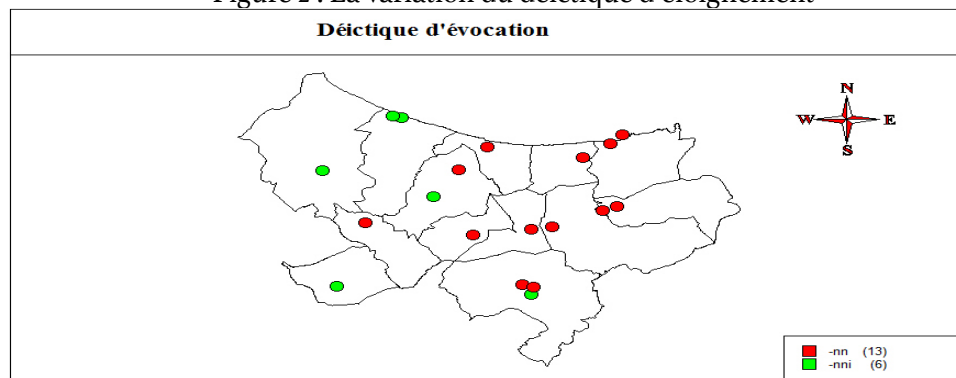 Figure 2 : La variation du déictique d'éloignement
Déictique d'évocation
N
W E
S
-nn (13)
-nni (6)